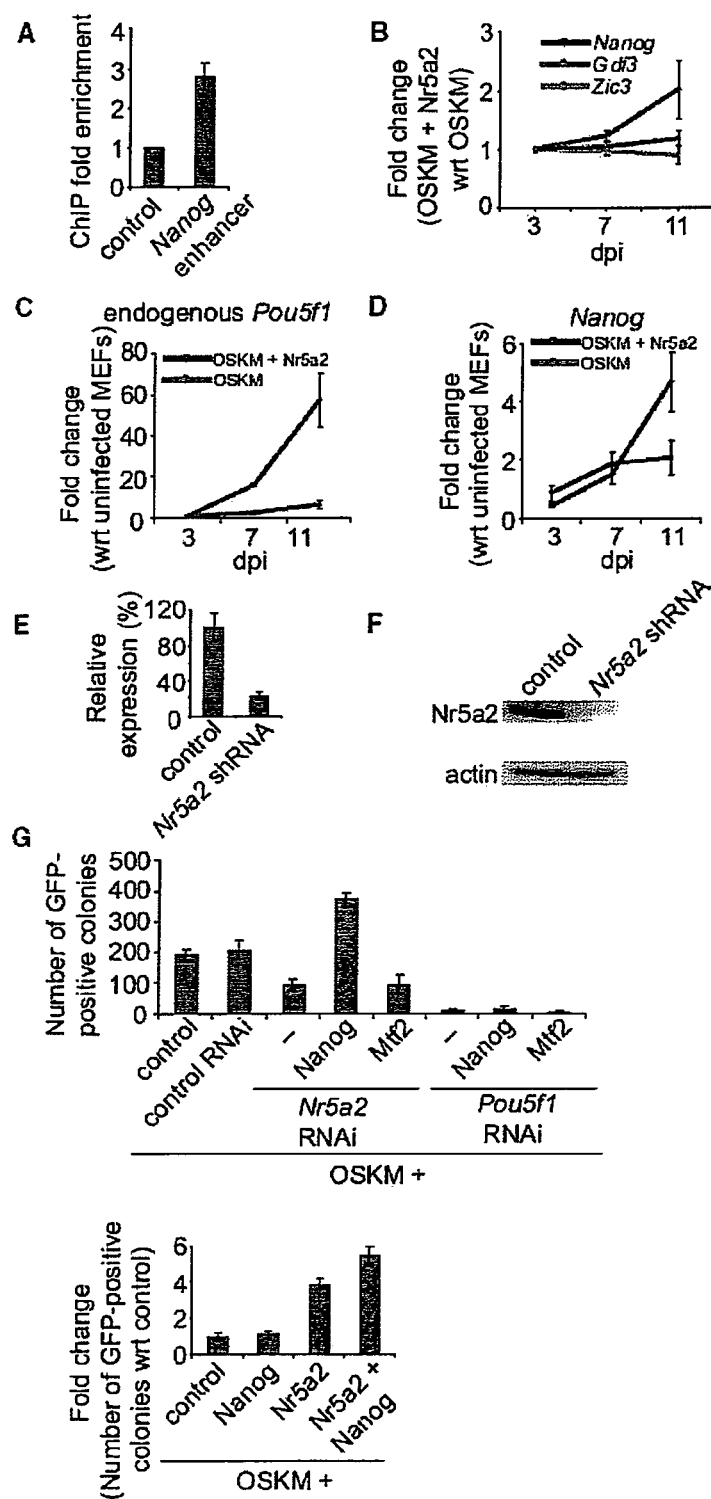 A
ChIP fold enrichment
4
3
2
1
0
control
Nanog
enhancer
B
Fold change
(OSKM + Nr5a2
wrt OSKM)
3
2
1
0
Nanog
Gdf3
Zic3
3 7 11
dpi
C
endogenous Pou5f1
Fold change
(wrt uninfected MEFs)
80
60
40
20
0
OSKM + Nr5a2
OSKM
3 7 11
dpi
D
Nanog
Fold change
(wrt uninfected MEFs)
6
4
2
0
OSKM + Nr5a2
OSKM
3 7 11
dpi
E
Relative
expression (%)
120
80
40
0
control
Nr5a2 shRNA
F
control
Nr5a2 shRNA
Nr5a2
actin
G
Number of GFP-
positive colonies
500
400
300
200
100
0
control
control RNAi
–
Nanog
Mtf2
–
Nanog
Mtf2
Nr5a2
RNAi
Pou5f1
RNAi
OSKM +
Fold change
(Number of GFP-positive
colonies wrt control)
6
4
2
0
control
Nanog
Nr5a2
Nr5a2 +
Nanog
OSKM +